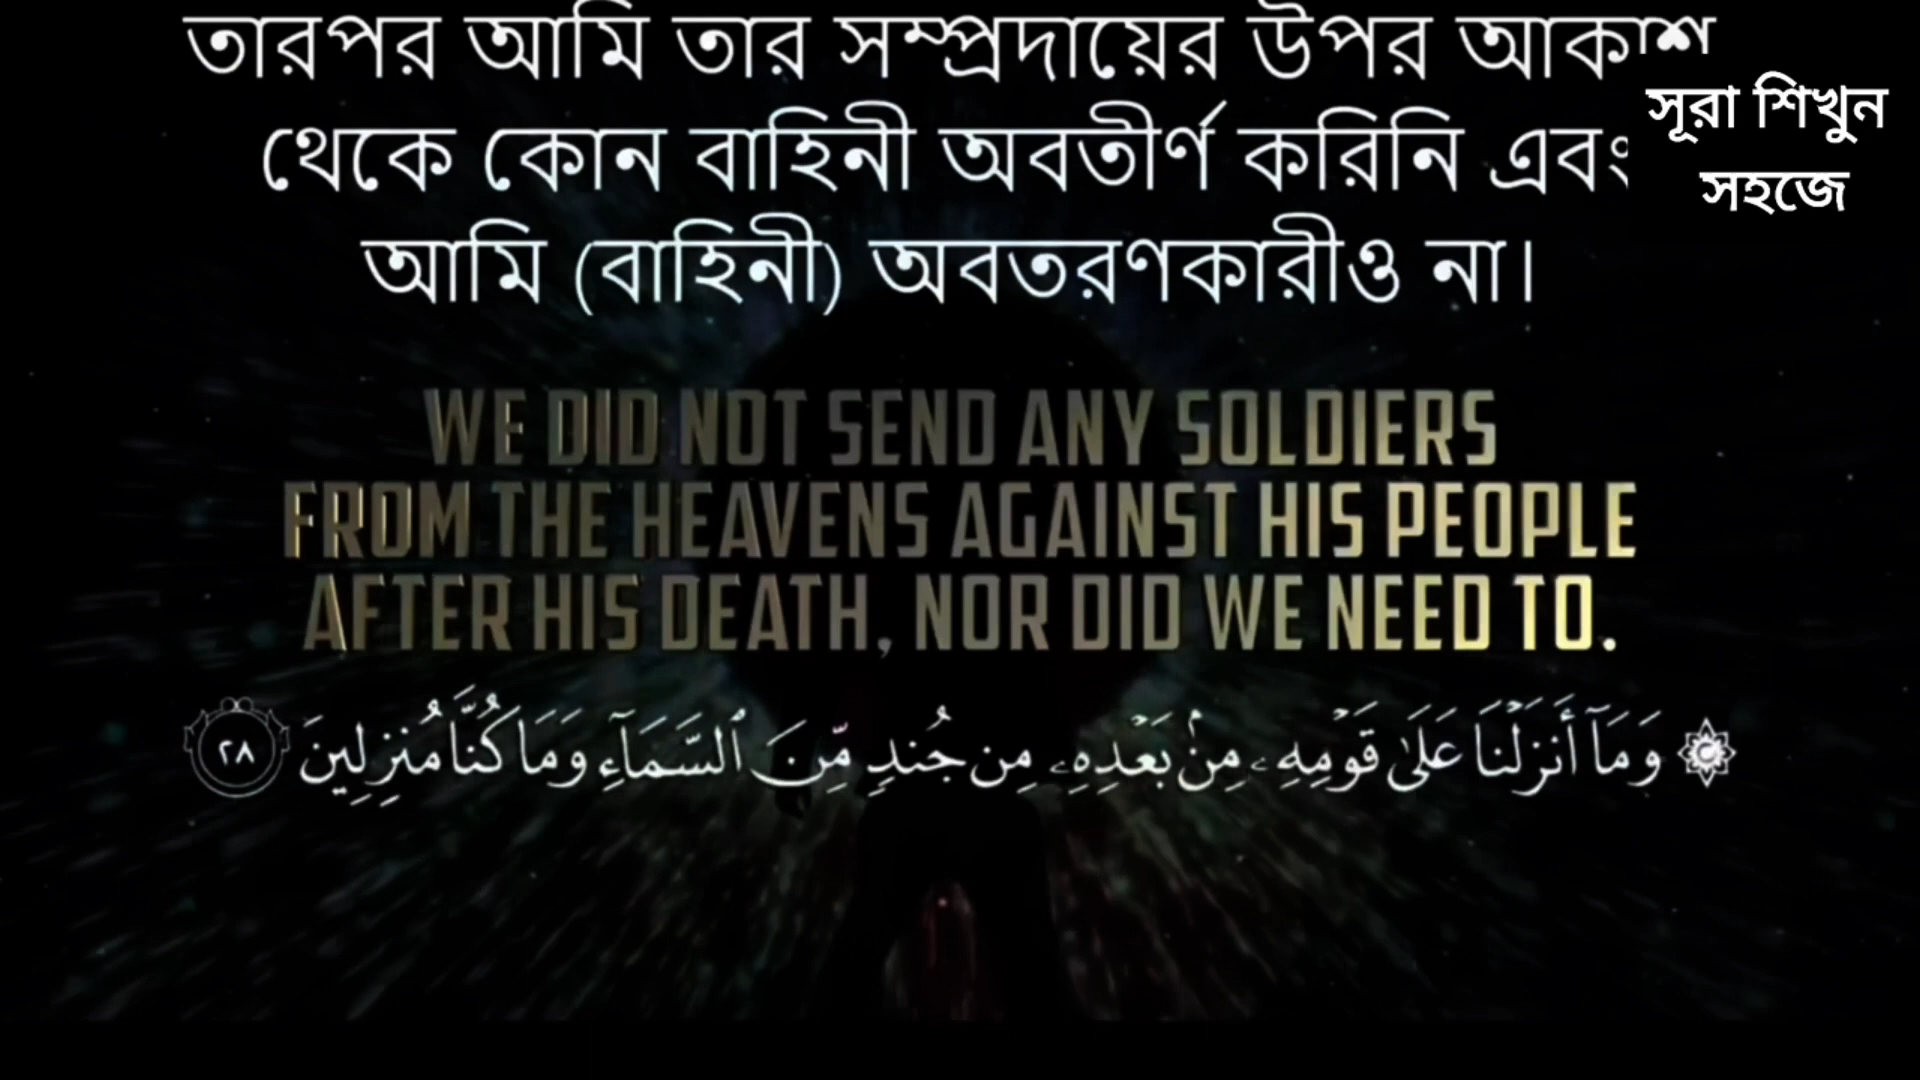 তারপর আমি তার সম্প্রদায়ের উপর আকাশ
থেকে কোন বাহিনী অবতীর্ণ করিনি এবং
আমি (বাহিনী) অবতরণকারীও না।
সূরা শিখুন
সহজে
WE DID NOT SEND ANY SOLDIERS
FROM THE HEAVENS AGAINST HIS PEOPLE
AFTER HIS DEATH, NOR DID WE NEED TO.
۞ وَمَآ أَنزَلْنَا عَلَىٰ قَوْمِهِۦ مِنۢ بَعْدِهِۦ مِن جُندٍ مِّنَ ٱلسَّمَآءِ وَمَا كُنَّا مُنزِلِينَ ٢٨